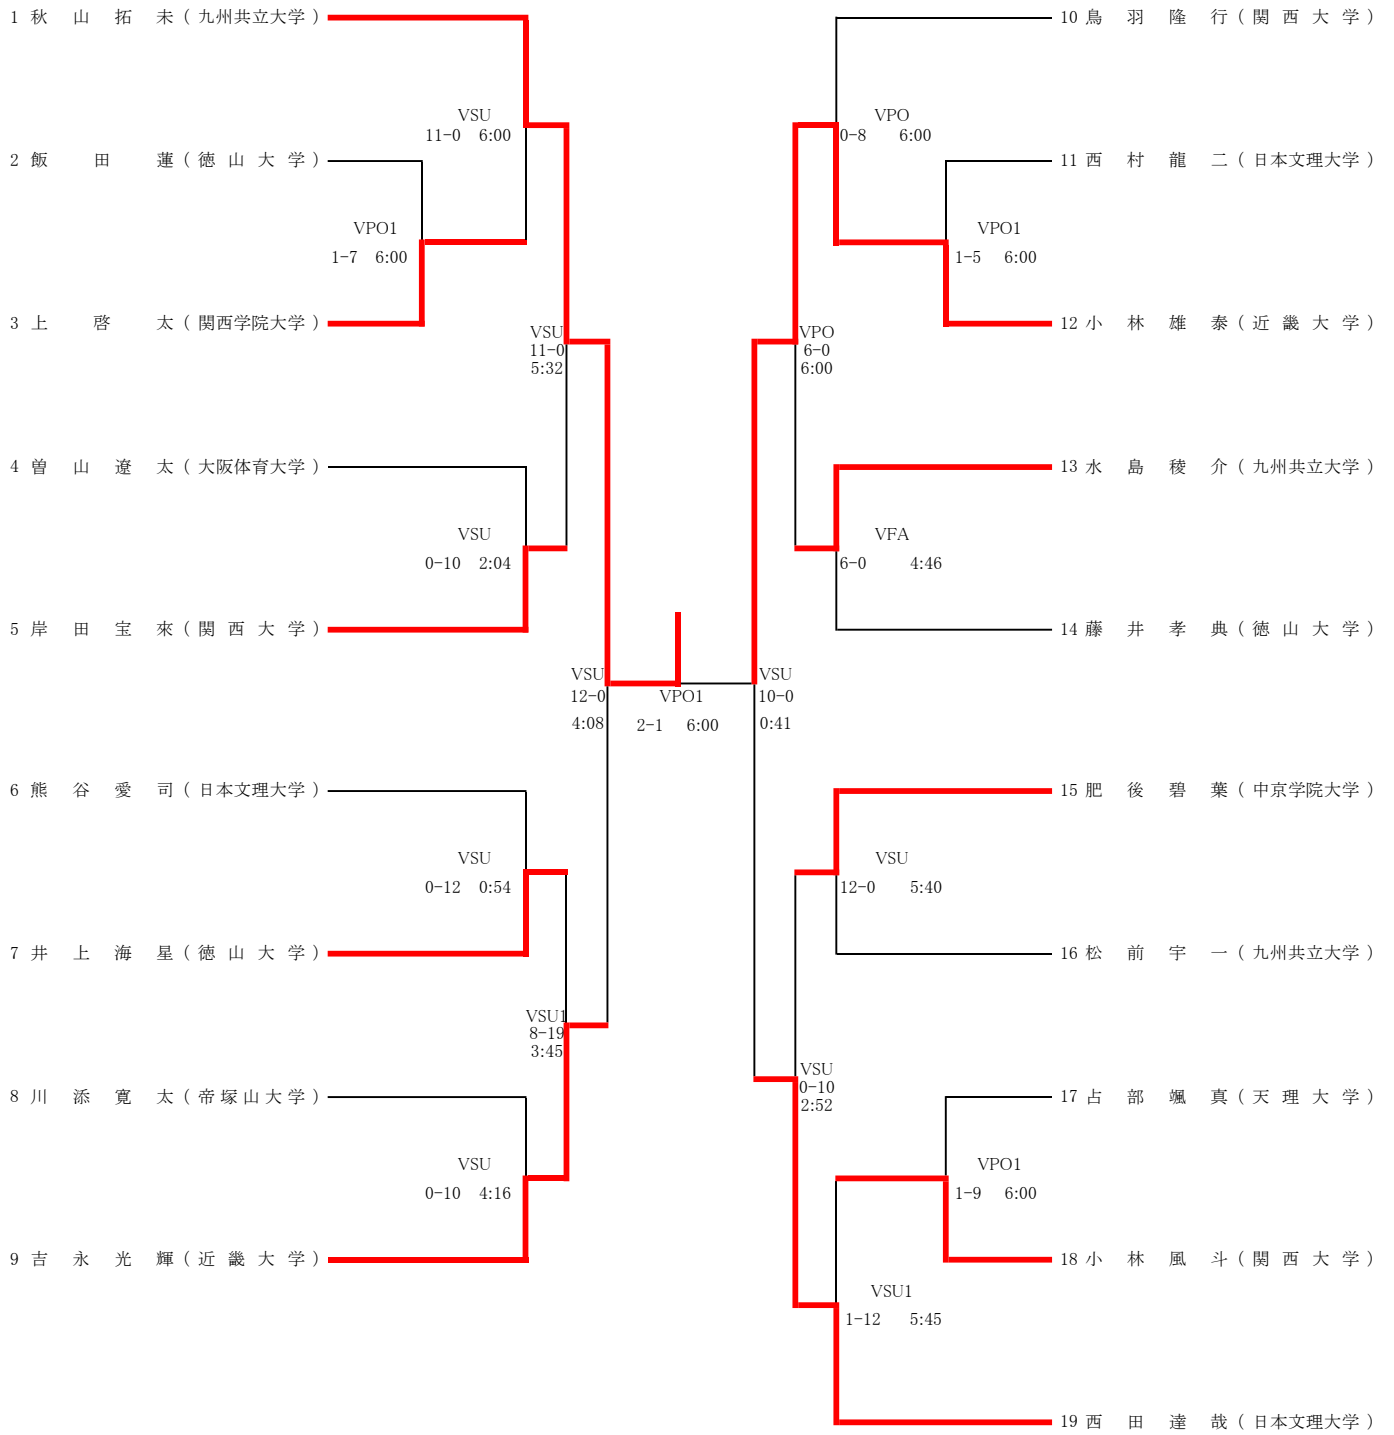 1 秋山拓未(九州共立大学)
10 鳥羽隆行(関西大学)
VSU
11-0 6:00
VPO
0-8 6:00
2 飯田蓮(徳山大学)
11 西村龍二(日本文理大学)
VPO1
1-7 6:00
VPO1
1-5 6:00
3 上啓太(関西学院大学)
12 小林雄泰(近畿大学)
VSU
11-0
5:32
VPO
6-0
6:00
4 曽山遼太(大阪体育大学)
13 水島稜介(九州共立大学)
VSU
0-10 2:04
VFA
6-0 4:46
5 岸田宝來(関西大学)
14 藤井孝典(徳山大学)
VSU
12-0
4:08
VPO1
2-1 6:00
VSU
10-0
0:41
6 熊谷愛司(日本文理大学)
15 肥後碧葉(中京学院大学)
VSU
0-12 0:54
VSU
12-0 5:40
7 井上海星(徳山大学)
16 松前宇一(九州共立大学)
VSU1
8-19
3:45
VSU
0-10
2:52
8 川添寛太(帝塚山大学)
17 占部颯真(天理大学)
VSU
0-10 4:16
VPO1
1-9 6:00
9 吉永光輝(近畿大学)
18 小林風斗(関西大学)
VSU1
1-12 5:45
19 西田達哉(日本文理大学)